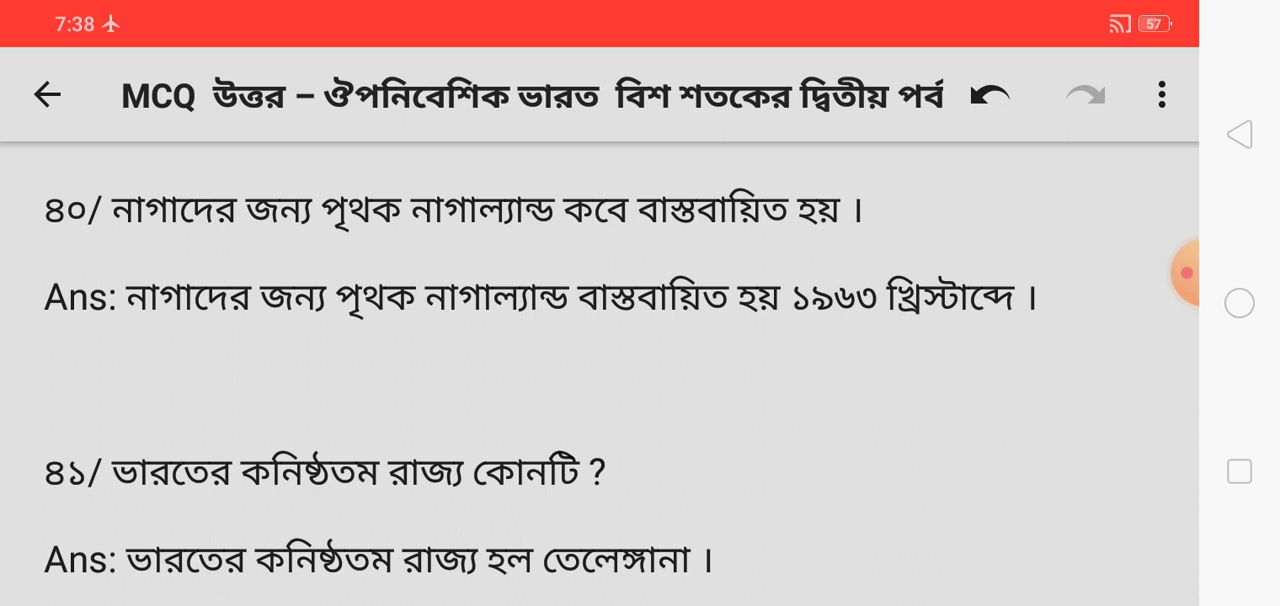 7:38
57
MCQ উত্তর – ঔপনিবেশিক ভারত বিশ শতকের দ্বিতীয় পর্ব
৪০/ নাগাদের জন্য পৃথক নাগাল্যান্ড কবে বাস্তবায়িত হয় ।
Ans: নাগাদের জন্য পৃথক নাগাল্যান্ড বাস্তবায়িত হয় ১৯৬৩ খ্রিস্টাব্দে ।
৪১/ ভারতের কনিষ্ঠতম রাজ্য কোনটি ?
Ans: ভারতের কনিষ্ঠতম রাজ্য হল তেলেঙ্গানা ।